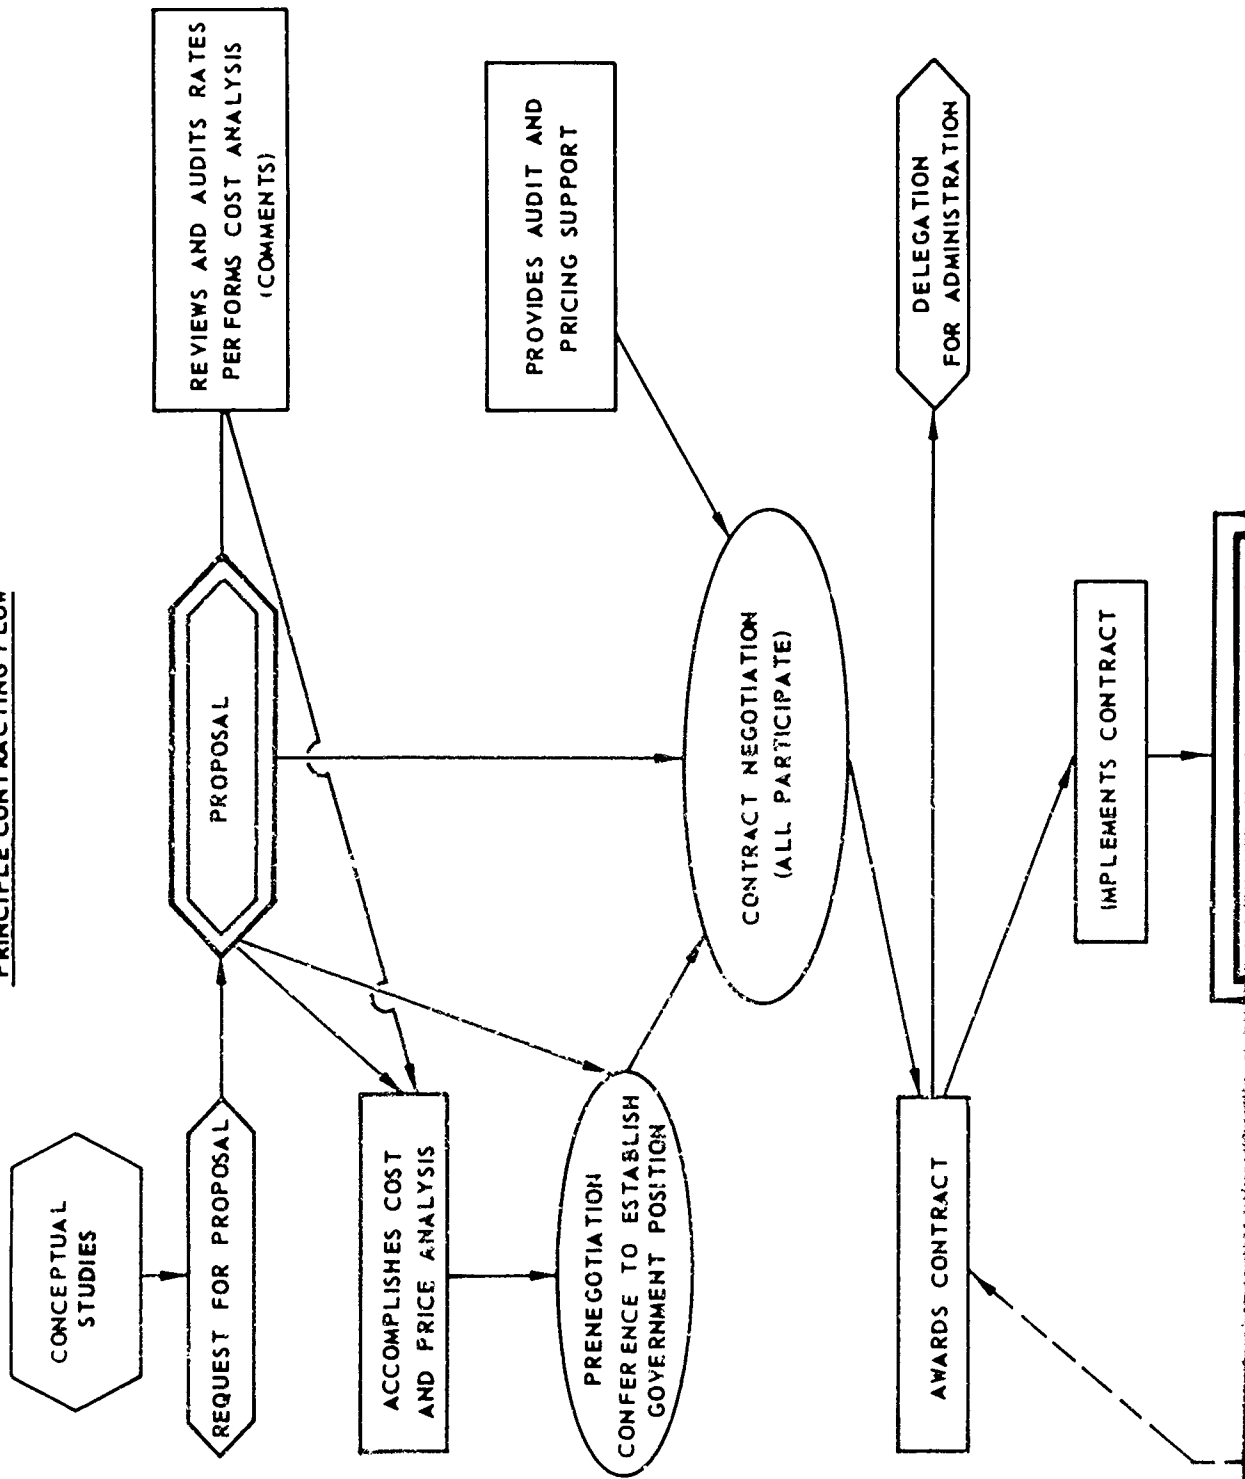 PRINCIPLE CONTRACTING FLOW
CONCEPTUAL
STUDIES
REQUEST FOR PROPOSAL
PROPOSAL
REVIEWS AND AUDITS RATES
PERFORMS COST ANALYSIS
(COMMENTS)
ACCOMPLISHES COST
AND PRICE ANALYSIS
PROVIDES AUDIT AND
PRICING SUPPORT
PRENEGOTIATION
CONFERENCE TO ESTABLISH
GOVERNMENT POSITION
CONTRACT NEGOTIATION
(ALL PARTICIPATE)
AWARDS CONTRACT
DELEGATION
FOR ADMINISTRATION
IMPLEMENTS CONTRACT